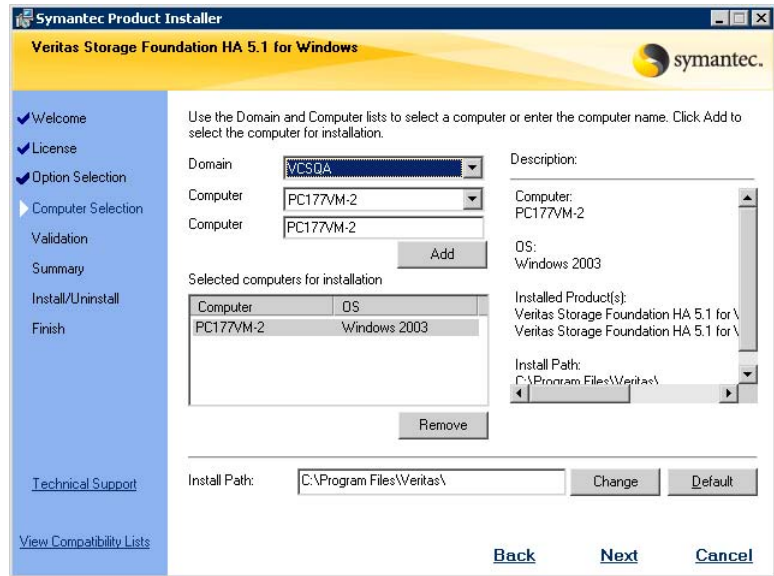 Symantec Product Installer
Veritas Storage Foundation HA 5.1 for Windows
symantec.
Welcome
License
Option Selection
Computer Selection
Validation
Summary
Install/Uninstall
Finish
Technical Support
View Compatibility Lists
Use the Domain and Computer lists to select a computer or enter the computer name. Click Add to
select the computer for installation.
Domain VCSQA
Computer PC177VM-2
Computer PC177VM-2
Add
Selected computers for installation
Computer OS
PC177VM-2 Windows 2003
Remove
Description:
Computer:
PC177VM-2
OS:
Windows 2003
Installed Product(s):
Veritas Storage Foundation HA 5.1 for
Veritas Storage Foundation HA 5.1 for
Install Path:
C:\Program Files\Veritas\
Install Path: C:\Program Files\Veritas\ Change Default
Back Next Cancel